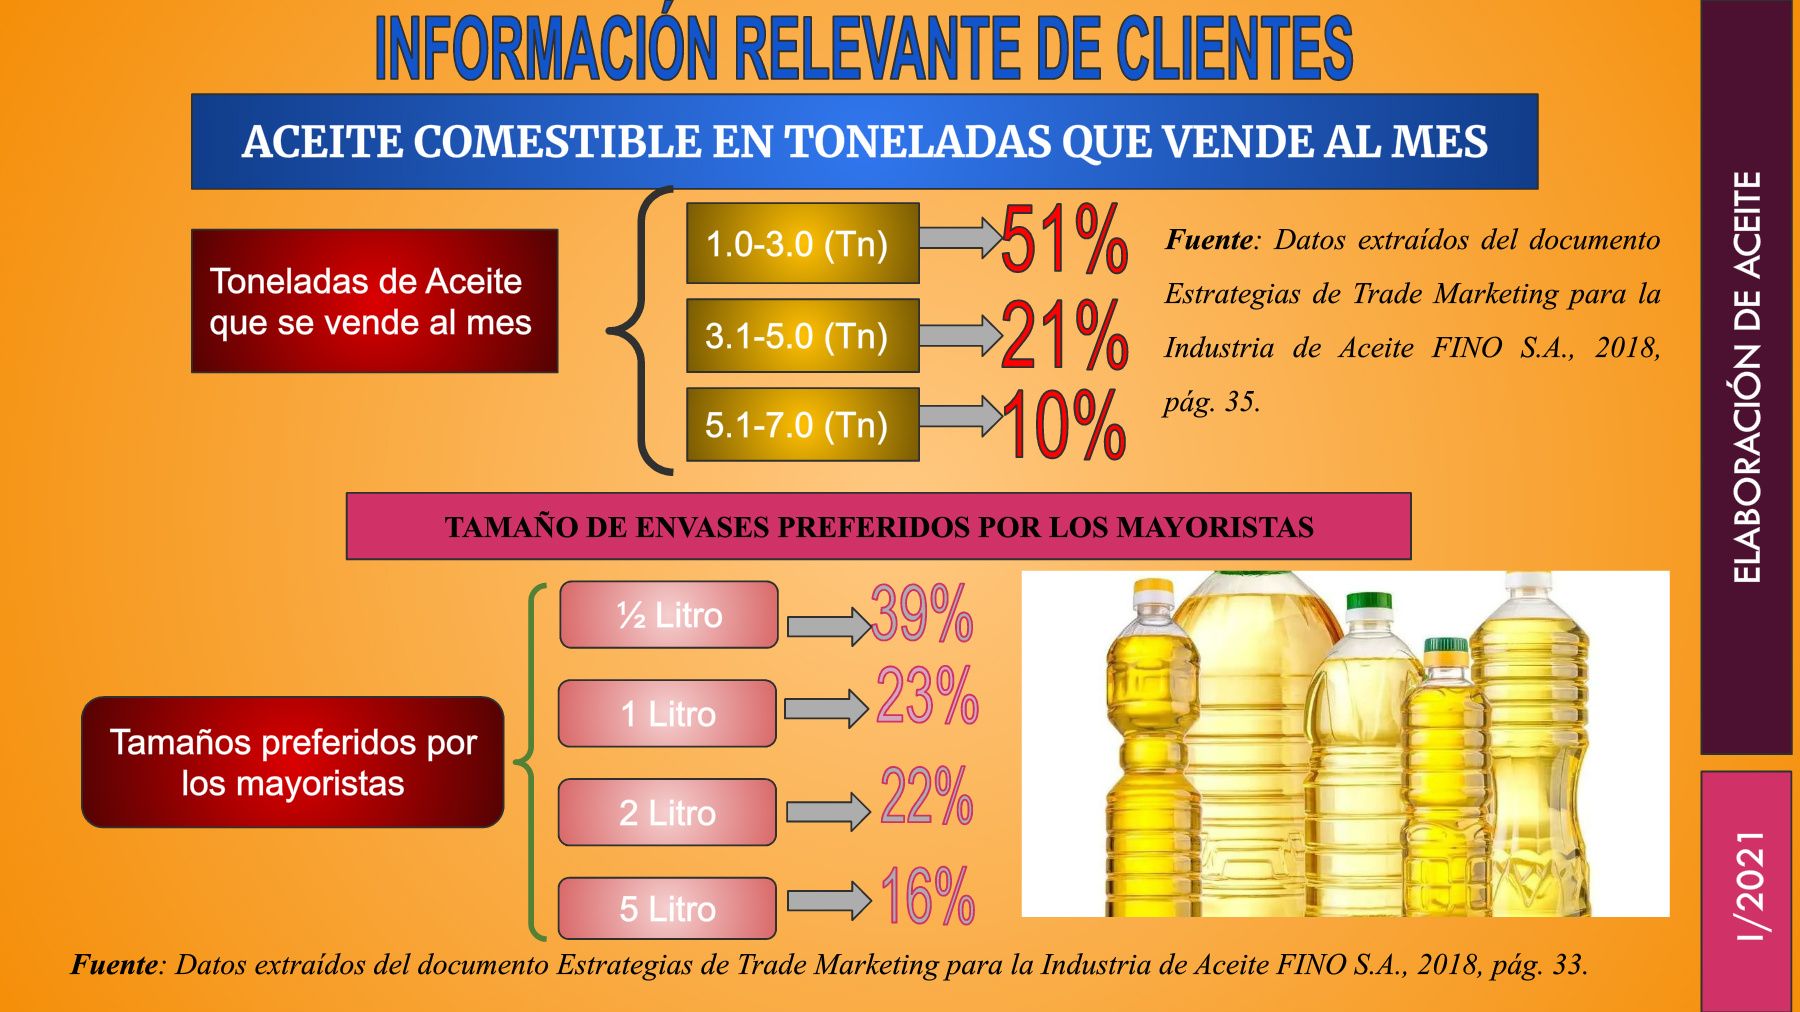 INFORMACIÓN RELEVANTE DE CLIENTES
ACEITE COMESTIBLE EN TONELADAS QUE VENDE AL MES
Toneladas de Aceite
que se vende al mes
1.0-3.0 (Tn)
51%
3.1-5.0 (Tn)
21%
5.1-7.0 (Tn)
10%
Fuente: Datos extraídos del documento
Estrategias de Trade Marketing para la
Industria de Aceite FINO S.A., 2018,
pág. 35.
TAMAÑO DE ENVASES PREFERIDOS POR LOS MAYORISTAS
Tamaños preferidos por
los mayoristas
½ Litro
39%
1 Litro
23%
2 Litro
22%
5 Litro
16%
Fuente: Datos extraídos del documento Estrategias de Trade Marketing para la Industria de Aceite FINO S.A., 2018, pág. 33.
ELABORACIÓN DE ACEITE
I/2021